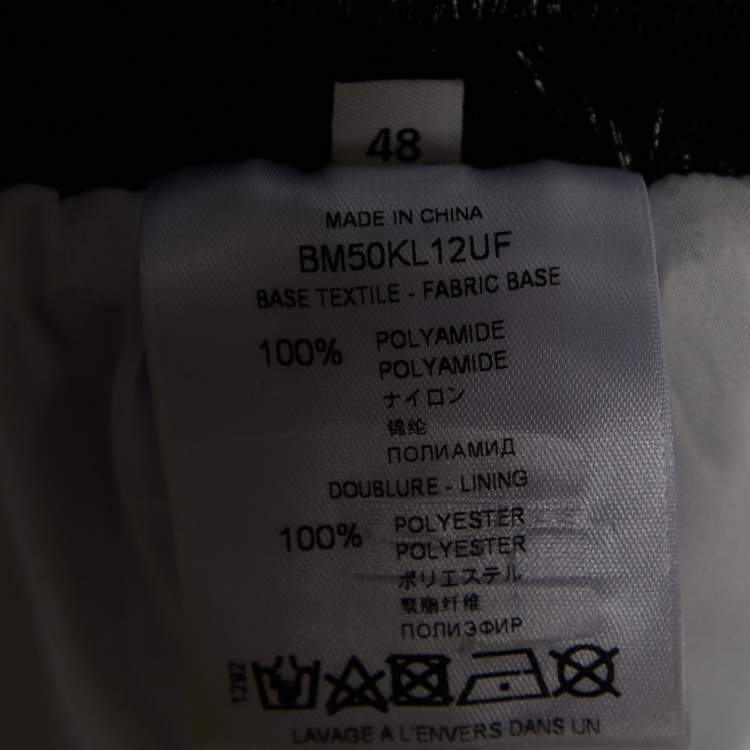 48
MADE IN CHINA
BM50KL12UF
BASE TEXTILE - FABRIC BASE
100% POLYAMIDE
POLYAMIDE
ナイロン
锦纶
ПОЛИАМИД
DOUBLURE - LINING
100% POLYESTER
POLYESTER
ポリエステル
聚脂纤维
ПОЛИЭФИР
1292
LAVAGE A L'ENVERS DANS UN